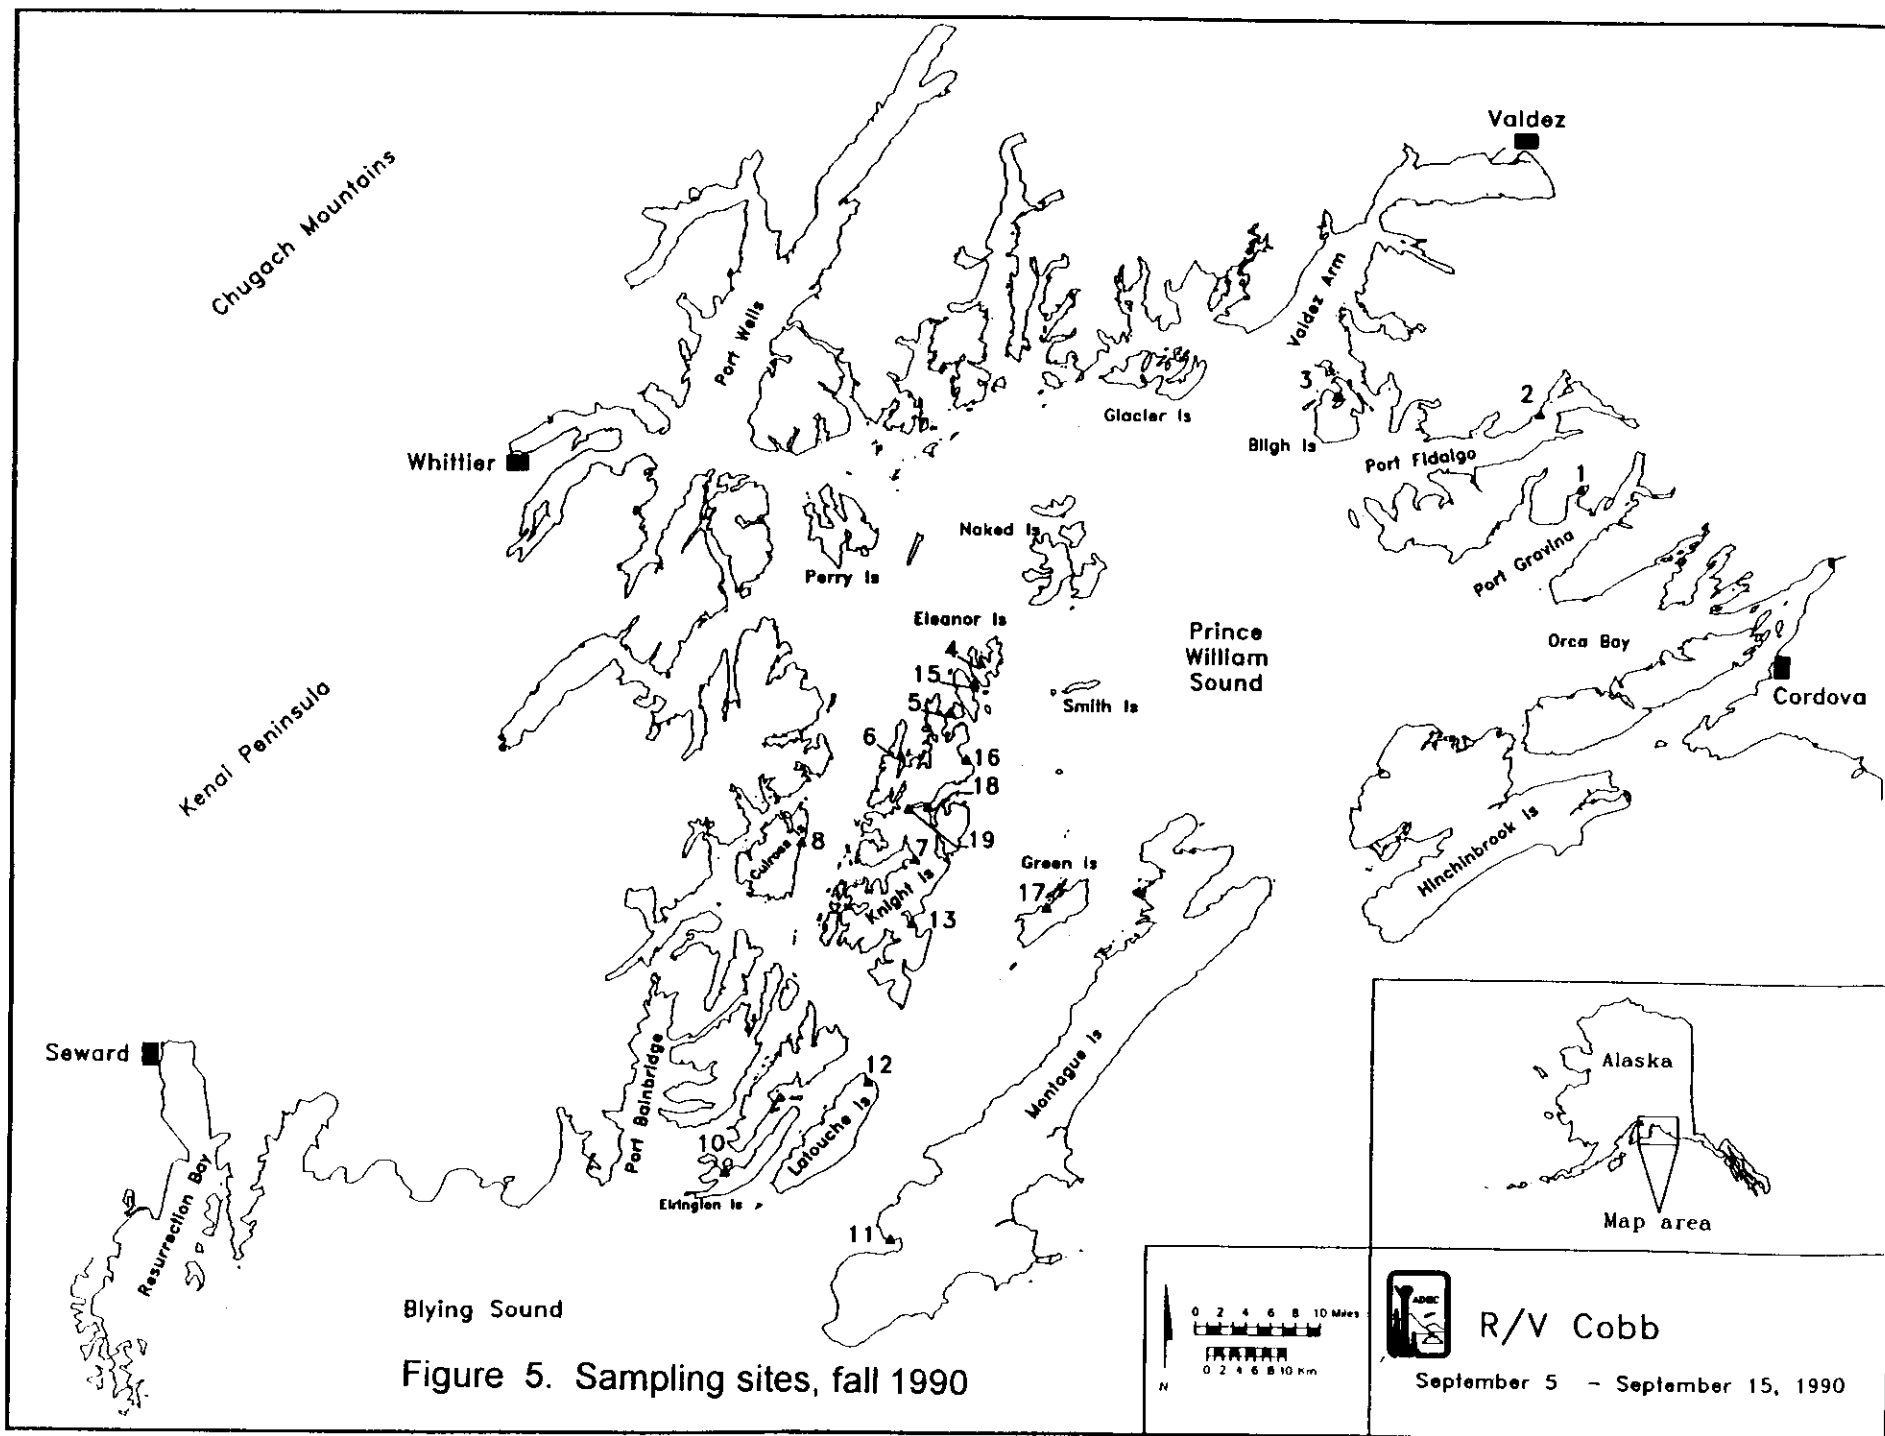 Valdez
Chugach Mountains
Port Wells
Valdez Arm
3
2
Glacier Is
Bligh Is
Port Fidalgo
Whittier
1
Naked Is
Perry Is
Port Gravina
Eleanor Is
4
15
5
Prince
William
Sound
Orca Bay
Smith Is
Cordova
Kenai Peninsula
6
16
18
19
8
Culross Is
7
Green Is
17
Knight Is
13
Hinchinbrook Is
Seward
Port Bainbridge
12
Montague Is
Alaska
10
9
Latouche Is
Elrington Is
Resurrection Bay
11
Map area
Blying Sound
0 2 4 6 8 10 Miles
0 2 4 6 8 10 Km
N
ADEC
R/V Cobb
September 5 - September 15, 1990
Figure 5. Sampling sites, fall 1990